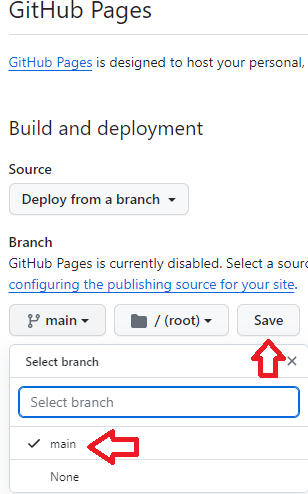 GitHub Pages
GitHub Pages is designed to host your personal,
Build and deployment
Source
Deploy from a branch
Branch
GitHub Pages is currently disabled. Select a sour
configuring the publishing source for your site.
main / (root) Save
Select branch
Select branch
main
None